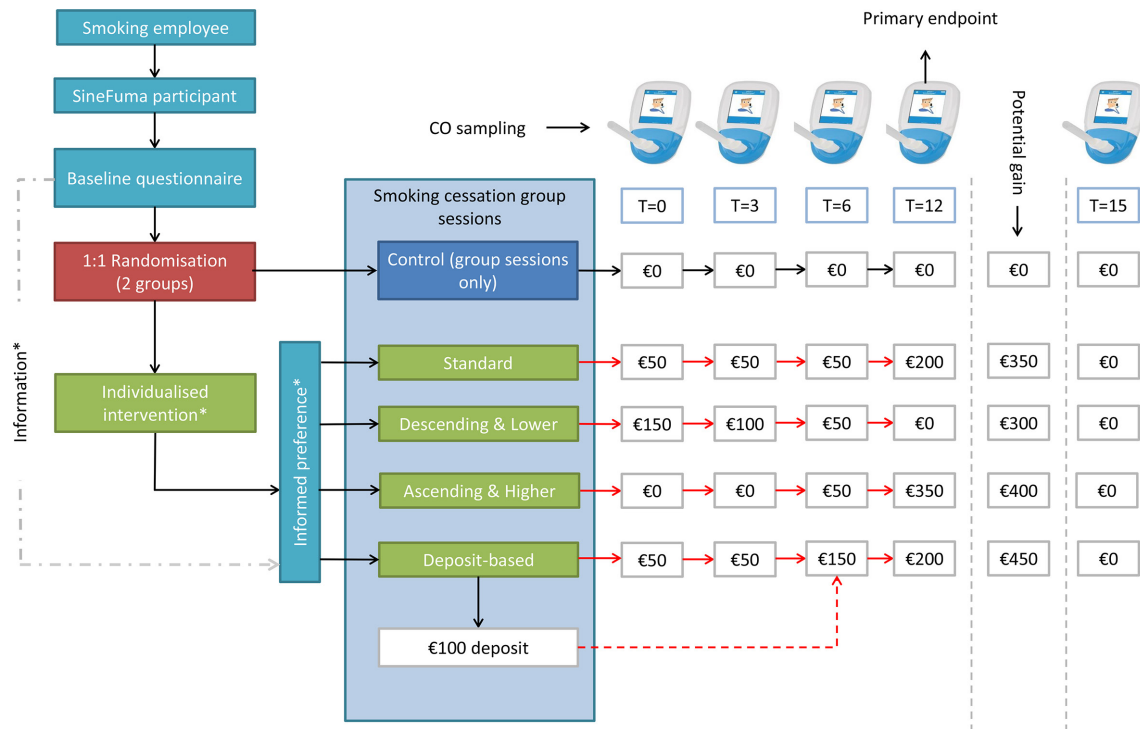 Smoking employee
SineFuma participant
Baseline questionnaire
1:1 Randomisation
(2 groups)
Individualised
intervention*
Information*
Informed preference*
Smoking cessation group
sessions
Control (group sessions
only)
Standard
Descending & Lower
Ascending & Higher
Deposit-based
€100 deposit
Primary endpoint
CO sampling
Potential gain
T=0
T=3
T=6
T=12
T=15
€0
€0
€0
€0
€0
€0
€50
€50
€50
€200
€350
€0
€150
€100
€50
€0
€300
€0
€0
€0
€50
€350
€400
€0
€50
€50
€150
€200
€450
€0